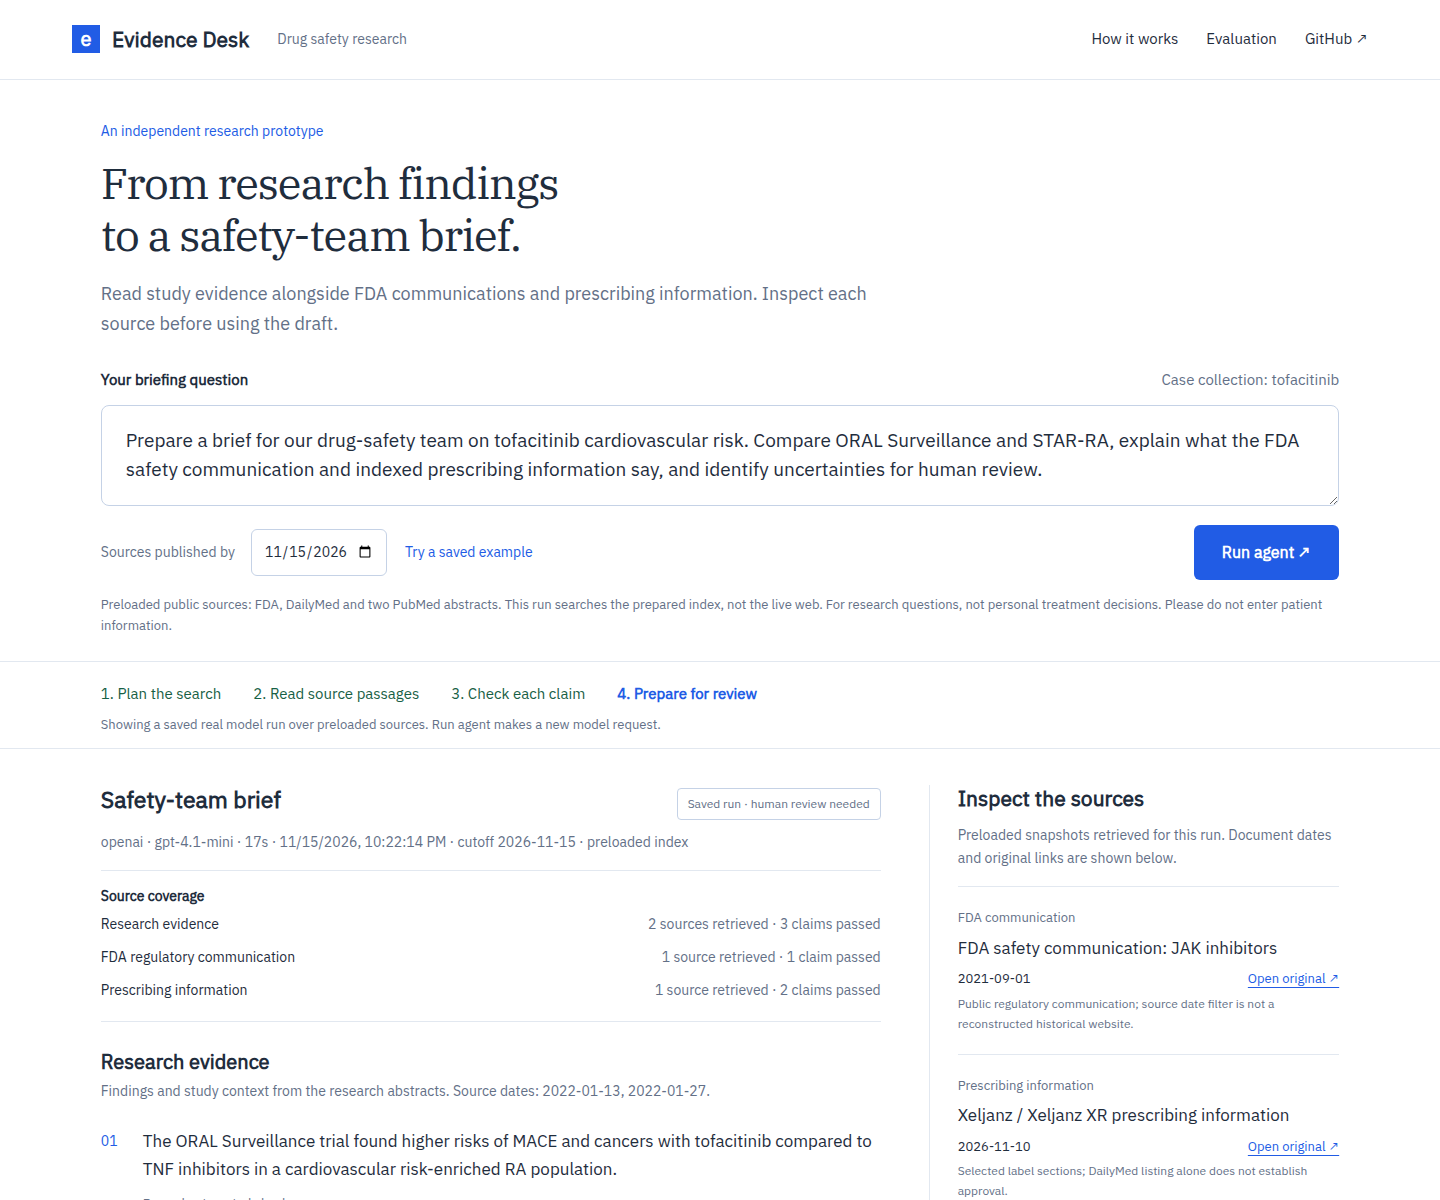 e Evidence Desk Drug safety research How it works Evaluation GitHub ↗
An independent research prototype
From research findings
to a safety-team brief.
Read study evidence alongside FDA communications and prescribing information. Inspect each
source before using the draft.
Your briefing question Case collection: tofacitinib
Prepare a brief for our drug-safety team on tofacitinib cardiovascular risk. Compare ORAL Surveillance and STAR-RA, explain what the FDA
safety communication and indexed prescribing information say, and identify uncertainties for human review.
Sources published by 11/15/2026 Try a saved example Run agent ↗
Preloaded public sources: FDA, DailyMed and two PubMed abstracts. This run searches the prepared index, not the live web. For research questions, not personal treatment decisions. Please do not enter patient
information.
1. Plan the search 2. Read source passages 3. Check each claim 4. Prepare for review
Showing a saved real model run over preloaded sources. Run agent makes a new model request.
Safety-team brief Saved run · human review needed
openai · gpt-4.1-mini · 17s · 11/15/2026, 10:22:14 PM · cutoff 2026-11-15 · preloaded index
Source coverage
Research evidence 2 sources retrieved · 3 claims passed
FDA regulatory communication 1 source retrieved · 1 claim passed
Prescribing information 1 source retrieved · 2 claims passed
Research evidence
Findings and study context from the research abstracts. Source dates: 2022-01-13, 2022-01-27.
01 The ORAL Surveillance trial found higher risks of MACE and cancers with tofacitinib compared to
TNF inhibitors in a cardiovascular risk-enriched RA population.
Inspect the sources
Preloaded snapshots retrieved for this run. Document dates
and original links are shown below.
FDA communication
FDA safety communication: JAK inhibitors
2021-09-01 Open original ↗
Public regulatory communication; source date filter is not a
reconstructed historical website.
Prescribing information
Xeljanz / Xeljanz XR prescribing information
2026-11-10 Open original ↗
Selected label sections; DailyMed listing alone does not establish
approval.